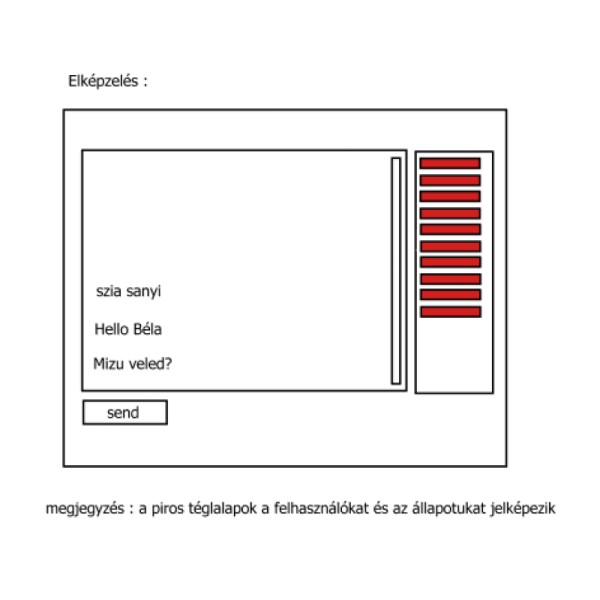 Elképzelés :
szia sanyi
Hello Béla
Mizu veled?
send
megjegyzés : a piros téglalapok a felhasználókat és az állapotukat jelképezik